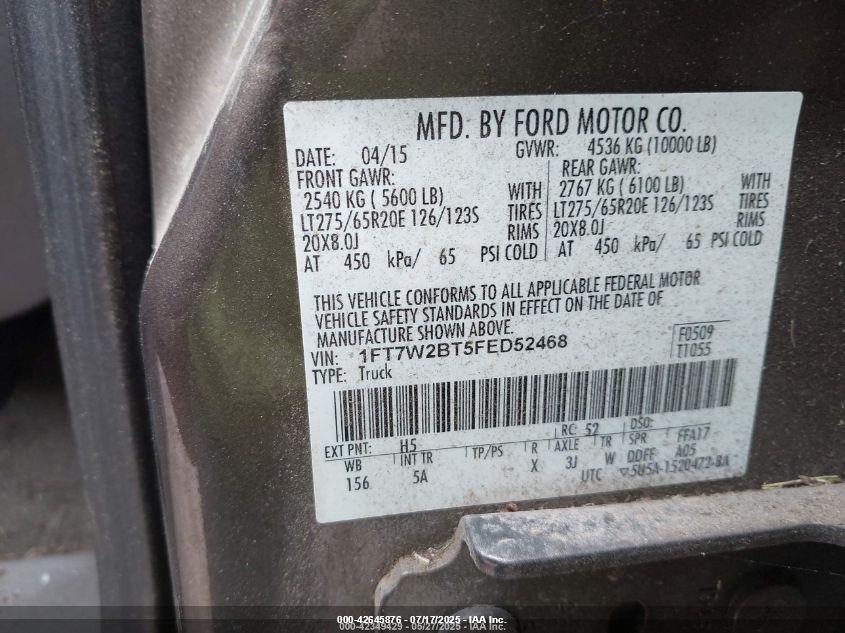 MFD. BY FORD MOTOR CO.
DATE: 04/15 GVWR: 4536 KG (10000 LB)
FRONT GAWR: REAR GAWR:
2540 KG ( 5600 LB) WITH 2767 KG ( 6100 LB) WITH
LT275/65R20E 126/123S TIRES LT275/65R20E 126/123S TIRES
20X8.0J RIMS 20X8.0J RIMS
AT 450 kPa/ 65 PSI COLD AT 450 kPa/ 65 PSI COLD
THIS VEHICLE CONFORMS TO ALL APPLICABLE FEDERAL MOTOR
VEHICLE SAFETY STANDARDS IN EFFECT ON THE DATE OF
MANUFACTURE SHOWN ABOVE.
VIN: 1FT7W2BT5FED52468 F0509
TYPE: Truck T1055
EXT PNT: H5 RC: 52 DSO:
WB INT TR TP/PS R AXLE TR SPR FFA17
156 5A X 3J W DDFF A05
UTC ▽5U5A-1520472-BA
000-42645876 / 07/17/2025 - IAA Inc.
000-42349429 - 05/27/2025 - IAA Inc.